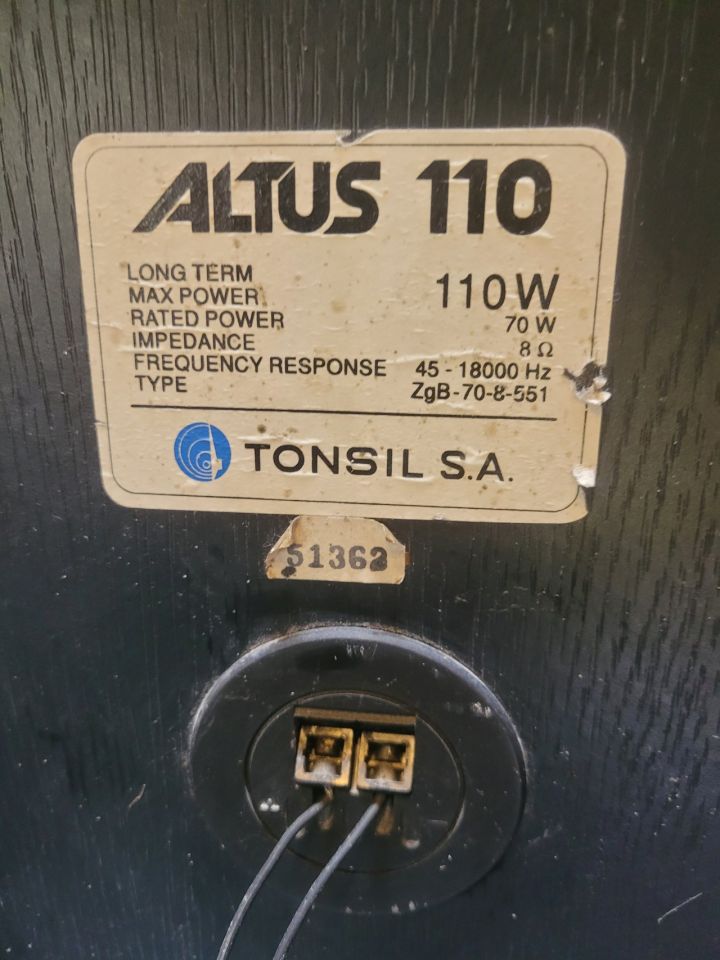 ALTUS 110
LONG TERM
MAX POWER 110 W
RATED POWER 70 W
IMPEDANCE 8 Ω
FREQUENCY RESPONSE 45 - 18000 Hz
TYPE ZgB-70-8-551
TONSIL S.A.
51362